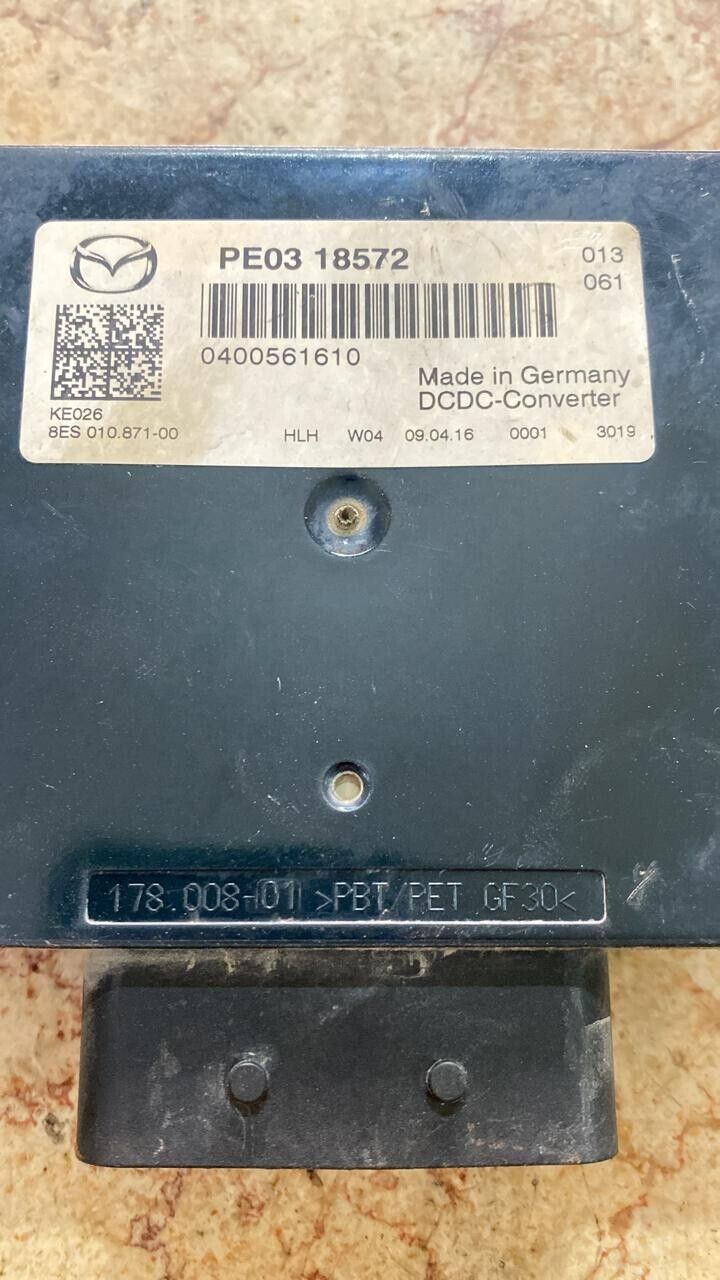 PE03 18572
013
061
0400561610
Made in Germany
DCDC-Converter
KE026
8ES 010.871-00 HLH W04 09.04.16 0001 3019
178.008-01 >PBT/PET GF30<